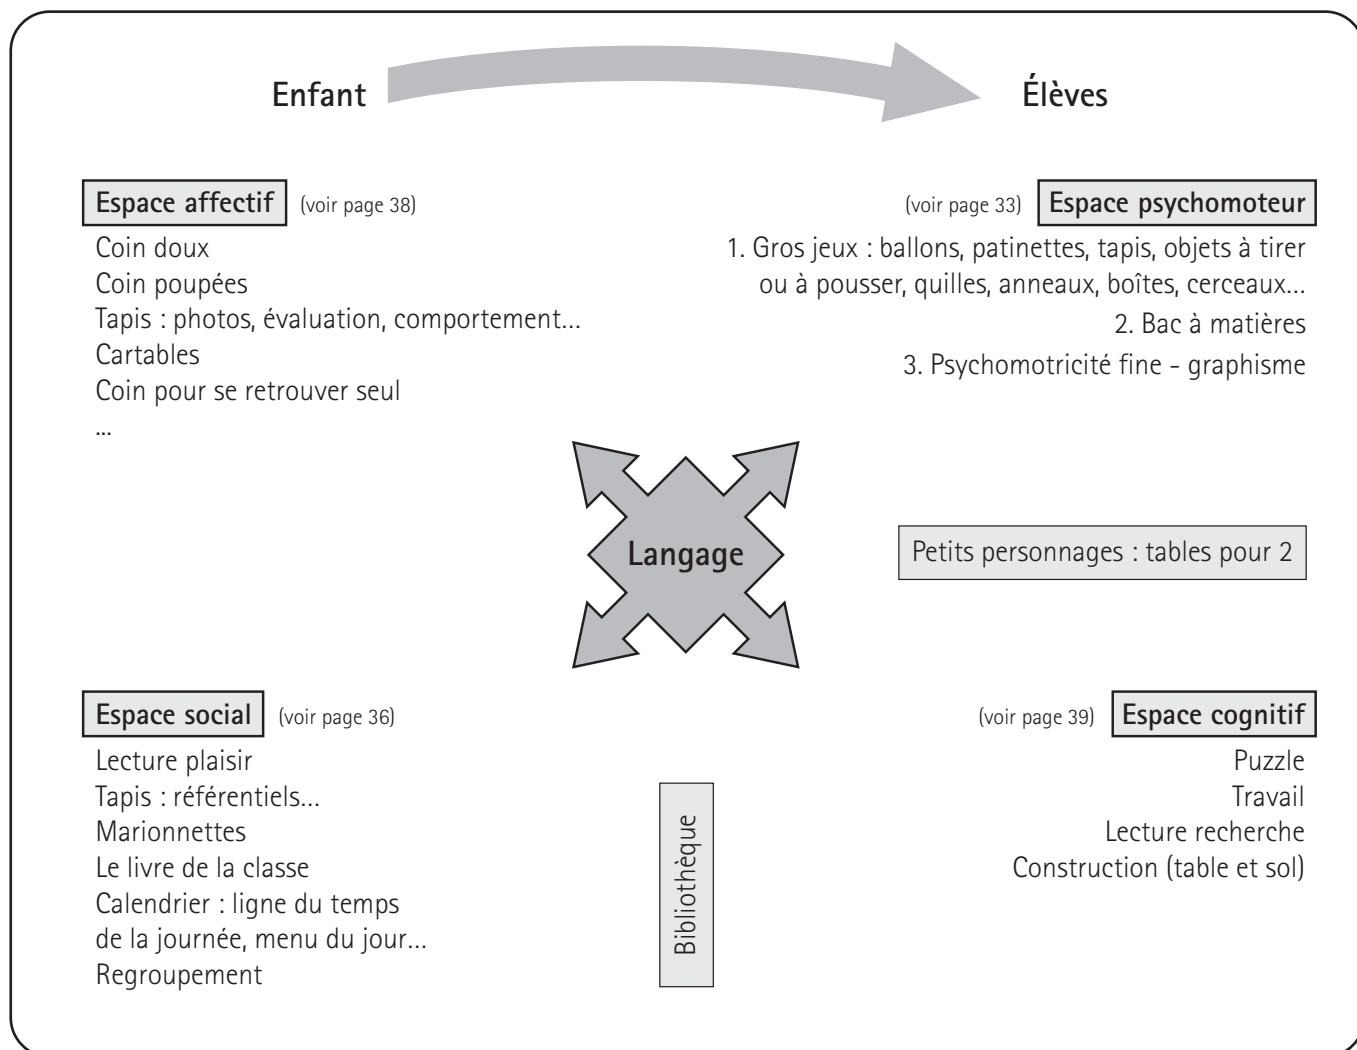 Enfant
Élèves
Espace affectif (voir page 38)
Coin doux
Coin poupées
Tapis : photos, évaluation, comportement...
Cartables
Coin pour se retrouver seul
...
(voir page 33) Espace psychomoteur
1. Gros jeux : ballons, patinettes, tapis, objets à tirer
ou à pousser, quilles, anneaux, boîtes, cerceaux...
2. Bac à matières
3. Psychomotricité fine - graphisme
Langage
Petits personnages : tables pour 2
Espace social (voir page 36)
Lecture plaisir
Tapis : référentiels...
Marionnettes
Le livre de la classe
Calendrier : ligne du temps
de la journée, menu du jour...
Regroupement
Bibliothèque
(voir page 39) Espace cognitif
Puzzle
Travail
Lecture recherche
Construction (table et sol)